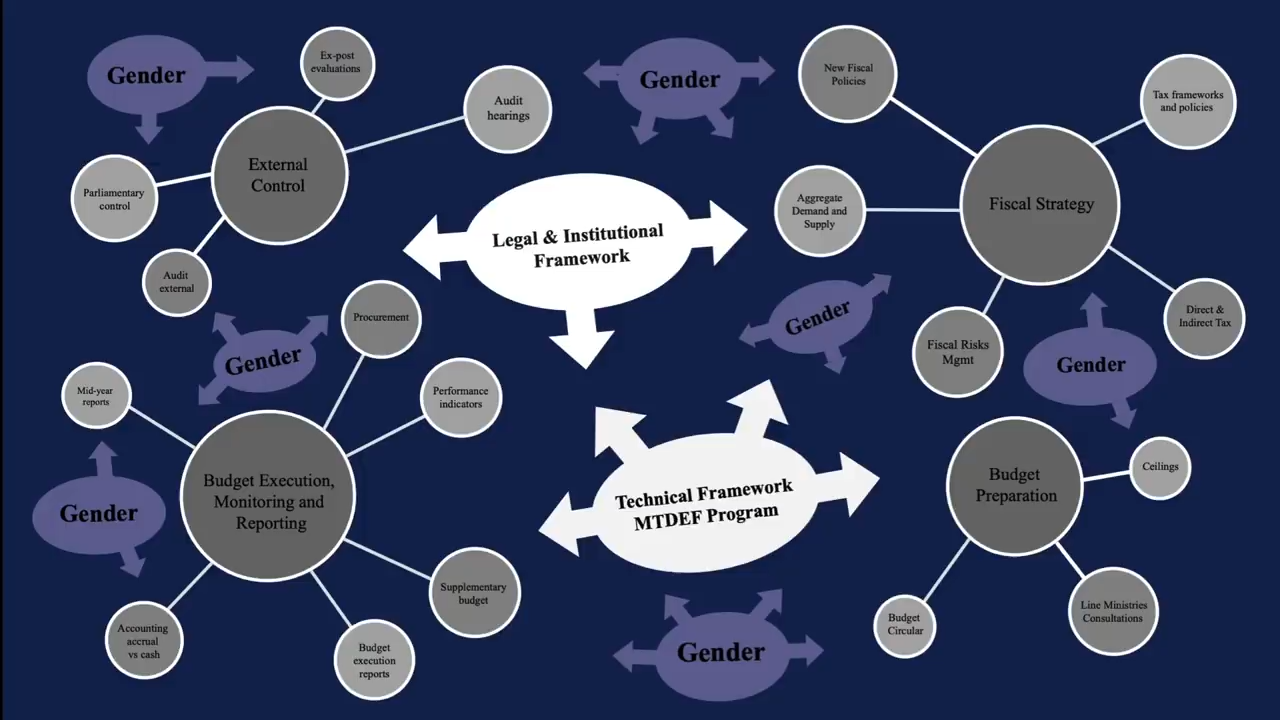 Gender
Ex-post
evaluations
Audit
hearings
External
Control
Parliamentary
control
Audit
external
Gender
New Fiscal
Policies
Tax frameworks
and policies
Fiscal Strategy
Aggregate
Demand and
Supply
Direct &
Indirect Tax
Fiscal Risks
Mgmt
Legal & Institutional
Framework
Gender
Gender
Gender
Procurement
Performance
indicators
Mid-year
reports
Budget Execution,
Monitoring and
Reporting
Gender
Accounting
accrual
vs cash
Budget
execution
reports
Supplementary
budget
Technical Framework
MTDEF Program
Budget
Preparation
Ceilings
Line Ministries
Consultations
Budget
Circular
Gender